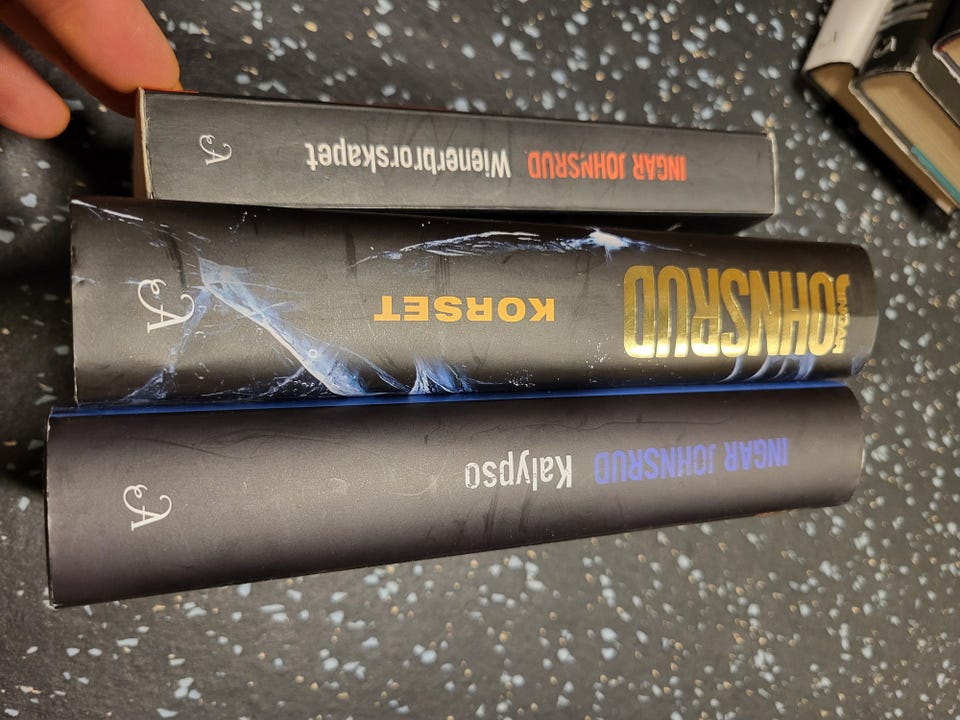 INGAR JOHNSRUD Wienerbrorskapet A
INGAR JOHNSRUD KORSET A
INGAR JOHNSRUD Kalypso A